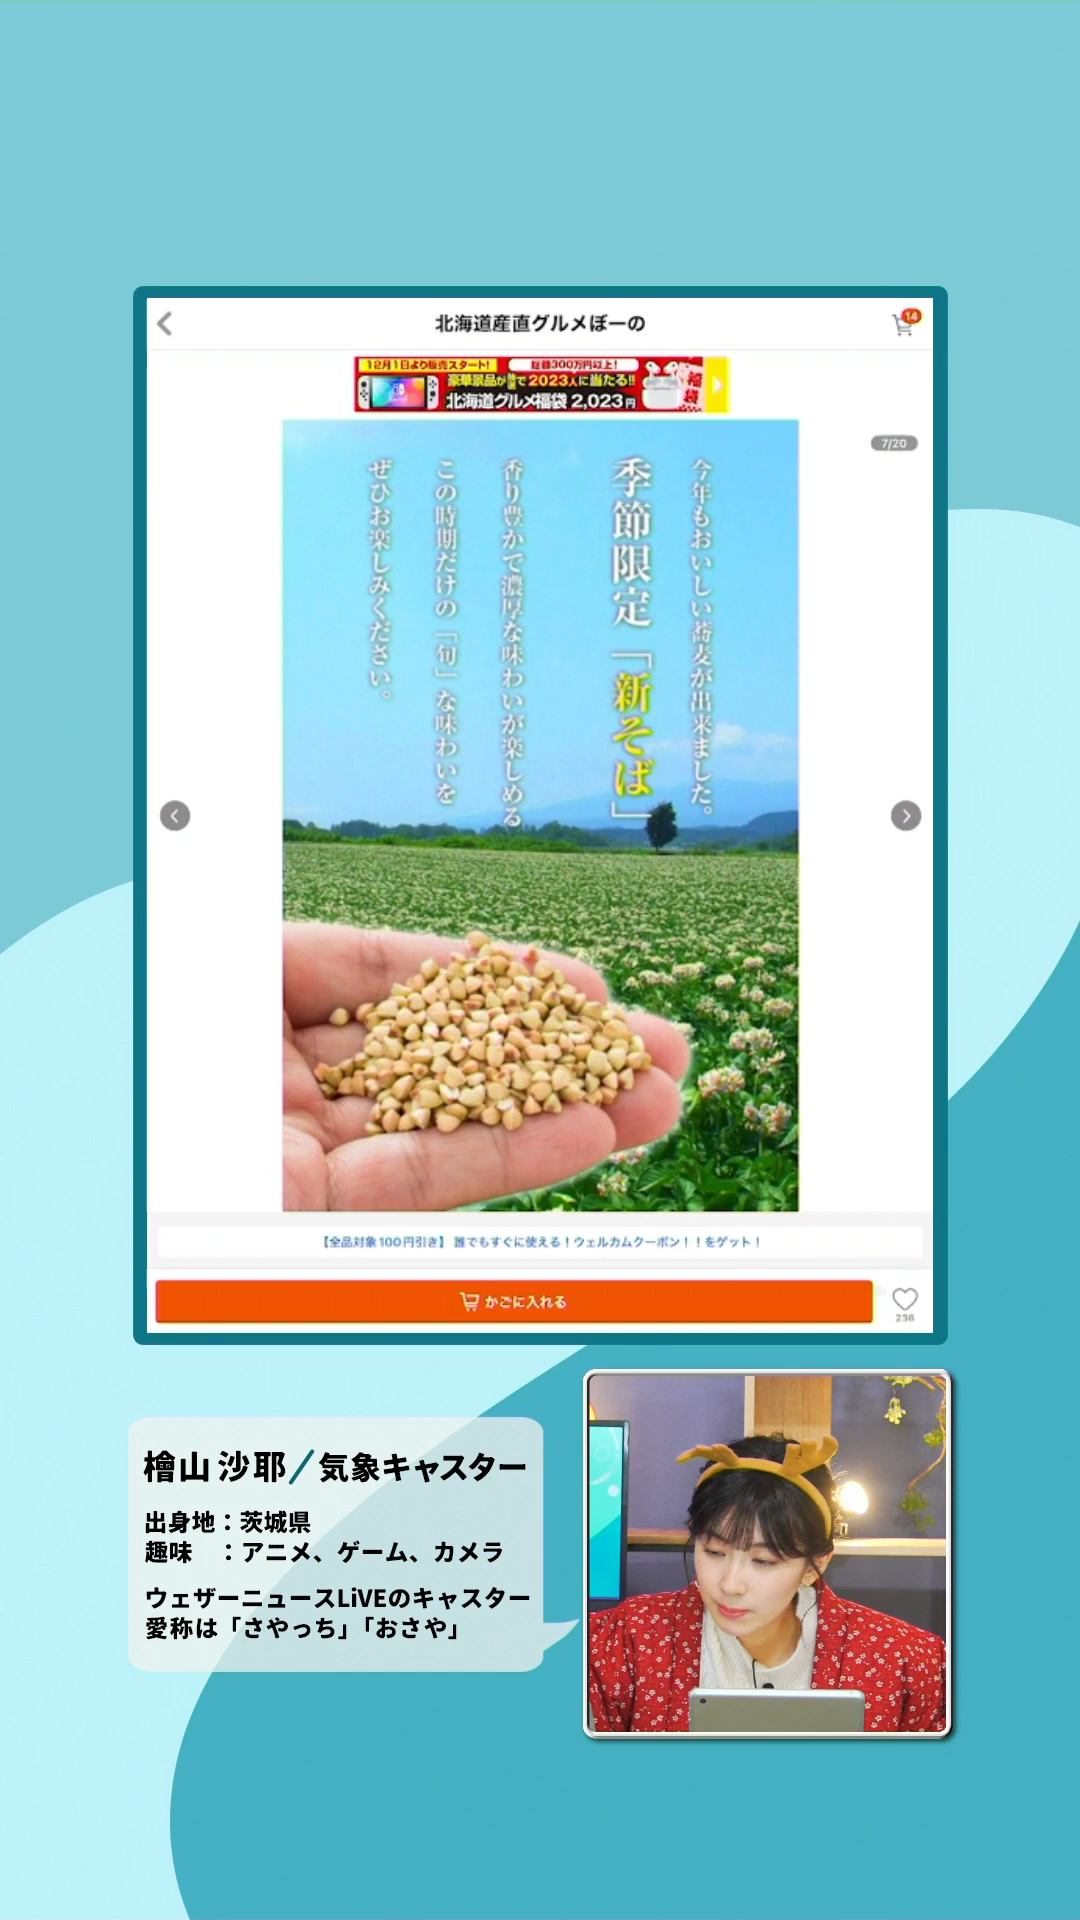 北海道産直グルメぼーの
14
12月1日より販売スタート!
総額300万円以上!
豪華景品が抽選で2023人に当たる!!
北海道グルメ福袋 2,023円
福袋
7/20
今年もおいしい蕎麦が出来ました。
季節限定「新そば」
香り豊かで濃厚な味わいが楽しめる
この時期だけの「旬」な味わいを
ぜひお楽しみください。
【全品対象100円引き】 誰でもすぐに使える!ウェルカムクーポン!!をゲット!
かごに入れる
236
檜山 沙耶／気象キャスター
出身地：茨城県
趣味　：アニメ、ゲーム、カメラ
ウェザーニュースLiVEのキャスター
愛称は「さやっち」「おさや」